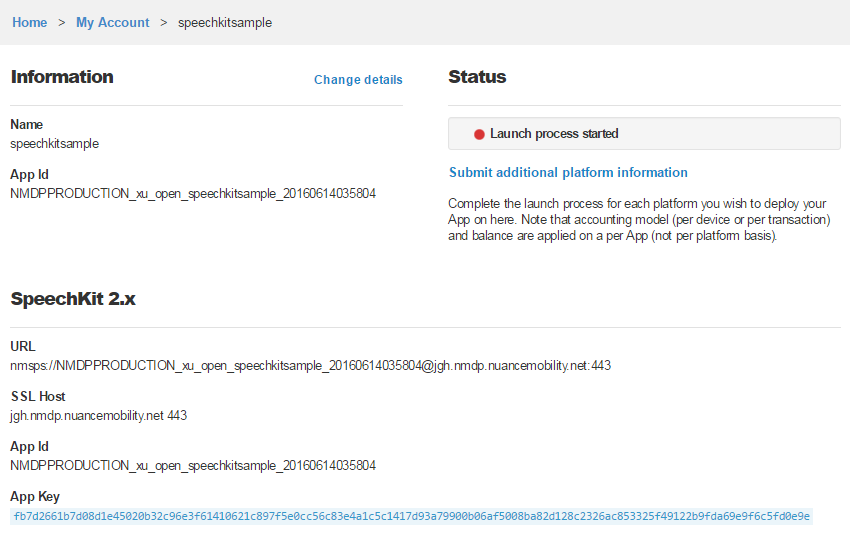 Home > My Account > speechkitsample
Information
Change details
Name
speechkitsample
App Id
NMDPPRODUCTION_xu_open_speechkitsample_20160614035804
Status
Launch process started
Submit additional platform information
Complete the launch process for each platform you wish to deploy your
App on here. Note that accounting model (per device or per transaction)
and balance are applied on a per App (not per platform basis).
SpeechKit 2.x
URL
nmsps://NMDPPRODUCTION_xu_open_speechkitsample_20160614035804@jgh.nmdp.nuancemobility.net:443
SSL Host
jgh.nmdp.nuancemobility.net 443
App Id
NMDPPRODUCTION_xu_open_speechkitsample_20160614035804
App Key
fb7d2661b7d08d1e45020b32c96e3f61410621c897f5e0cc56c83e4a1c5c1417d93a79900b06af5008ba82d128c2326ac853325f49122b9fda69e9f6c5fd0e9e